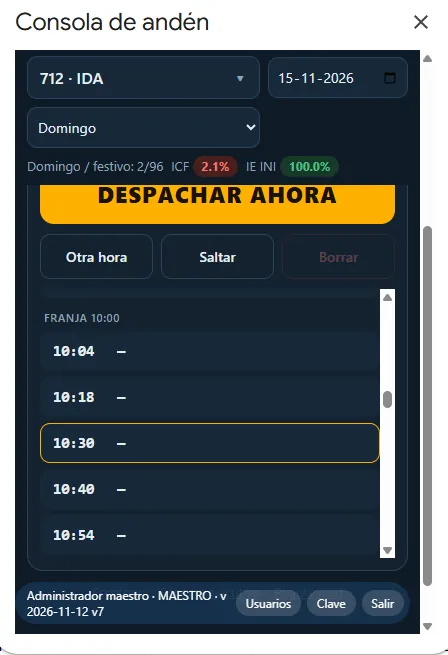 Consola de andén
712 · IDA
15-11-2026
Domingo
Domingo / festivo: 2/96 ICF 2.1% IE INI 100.0%
DESPACHAR AHORA
Otra hora
Saltar
Borrar
FRANJA 10:00
10:04 —
10:18 —
10:30 —
10:40 —
10:54 —
Administrador maestro · MAESTRO · v
2026-11-12 v7
Usuarios
Clave
Salir